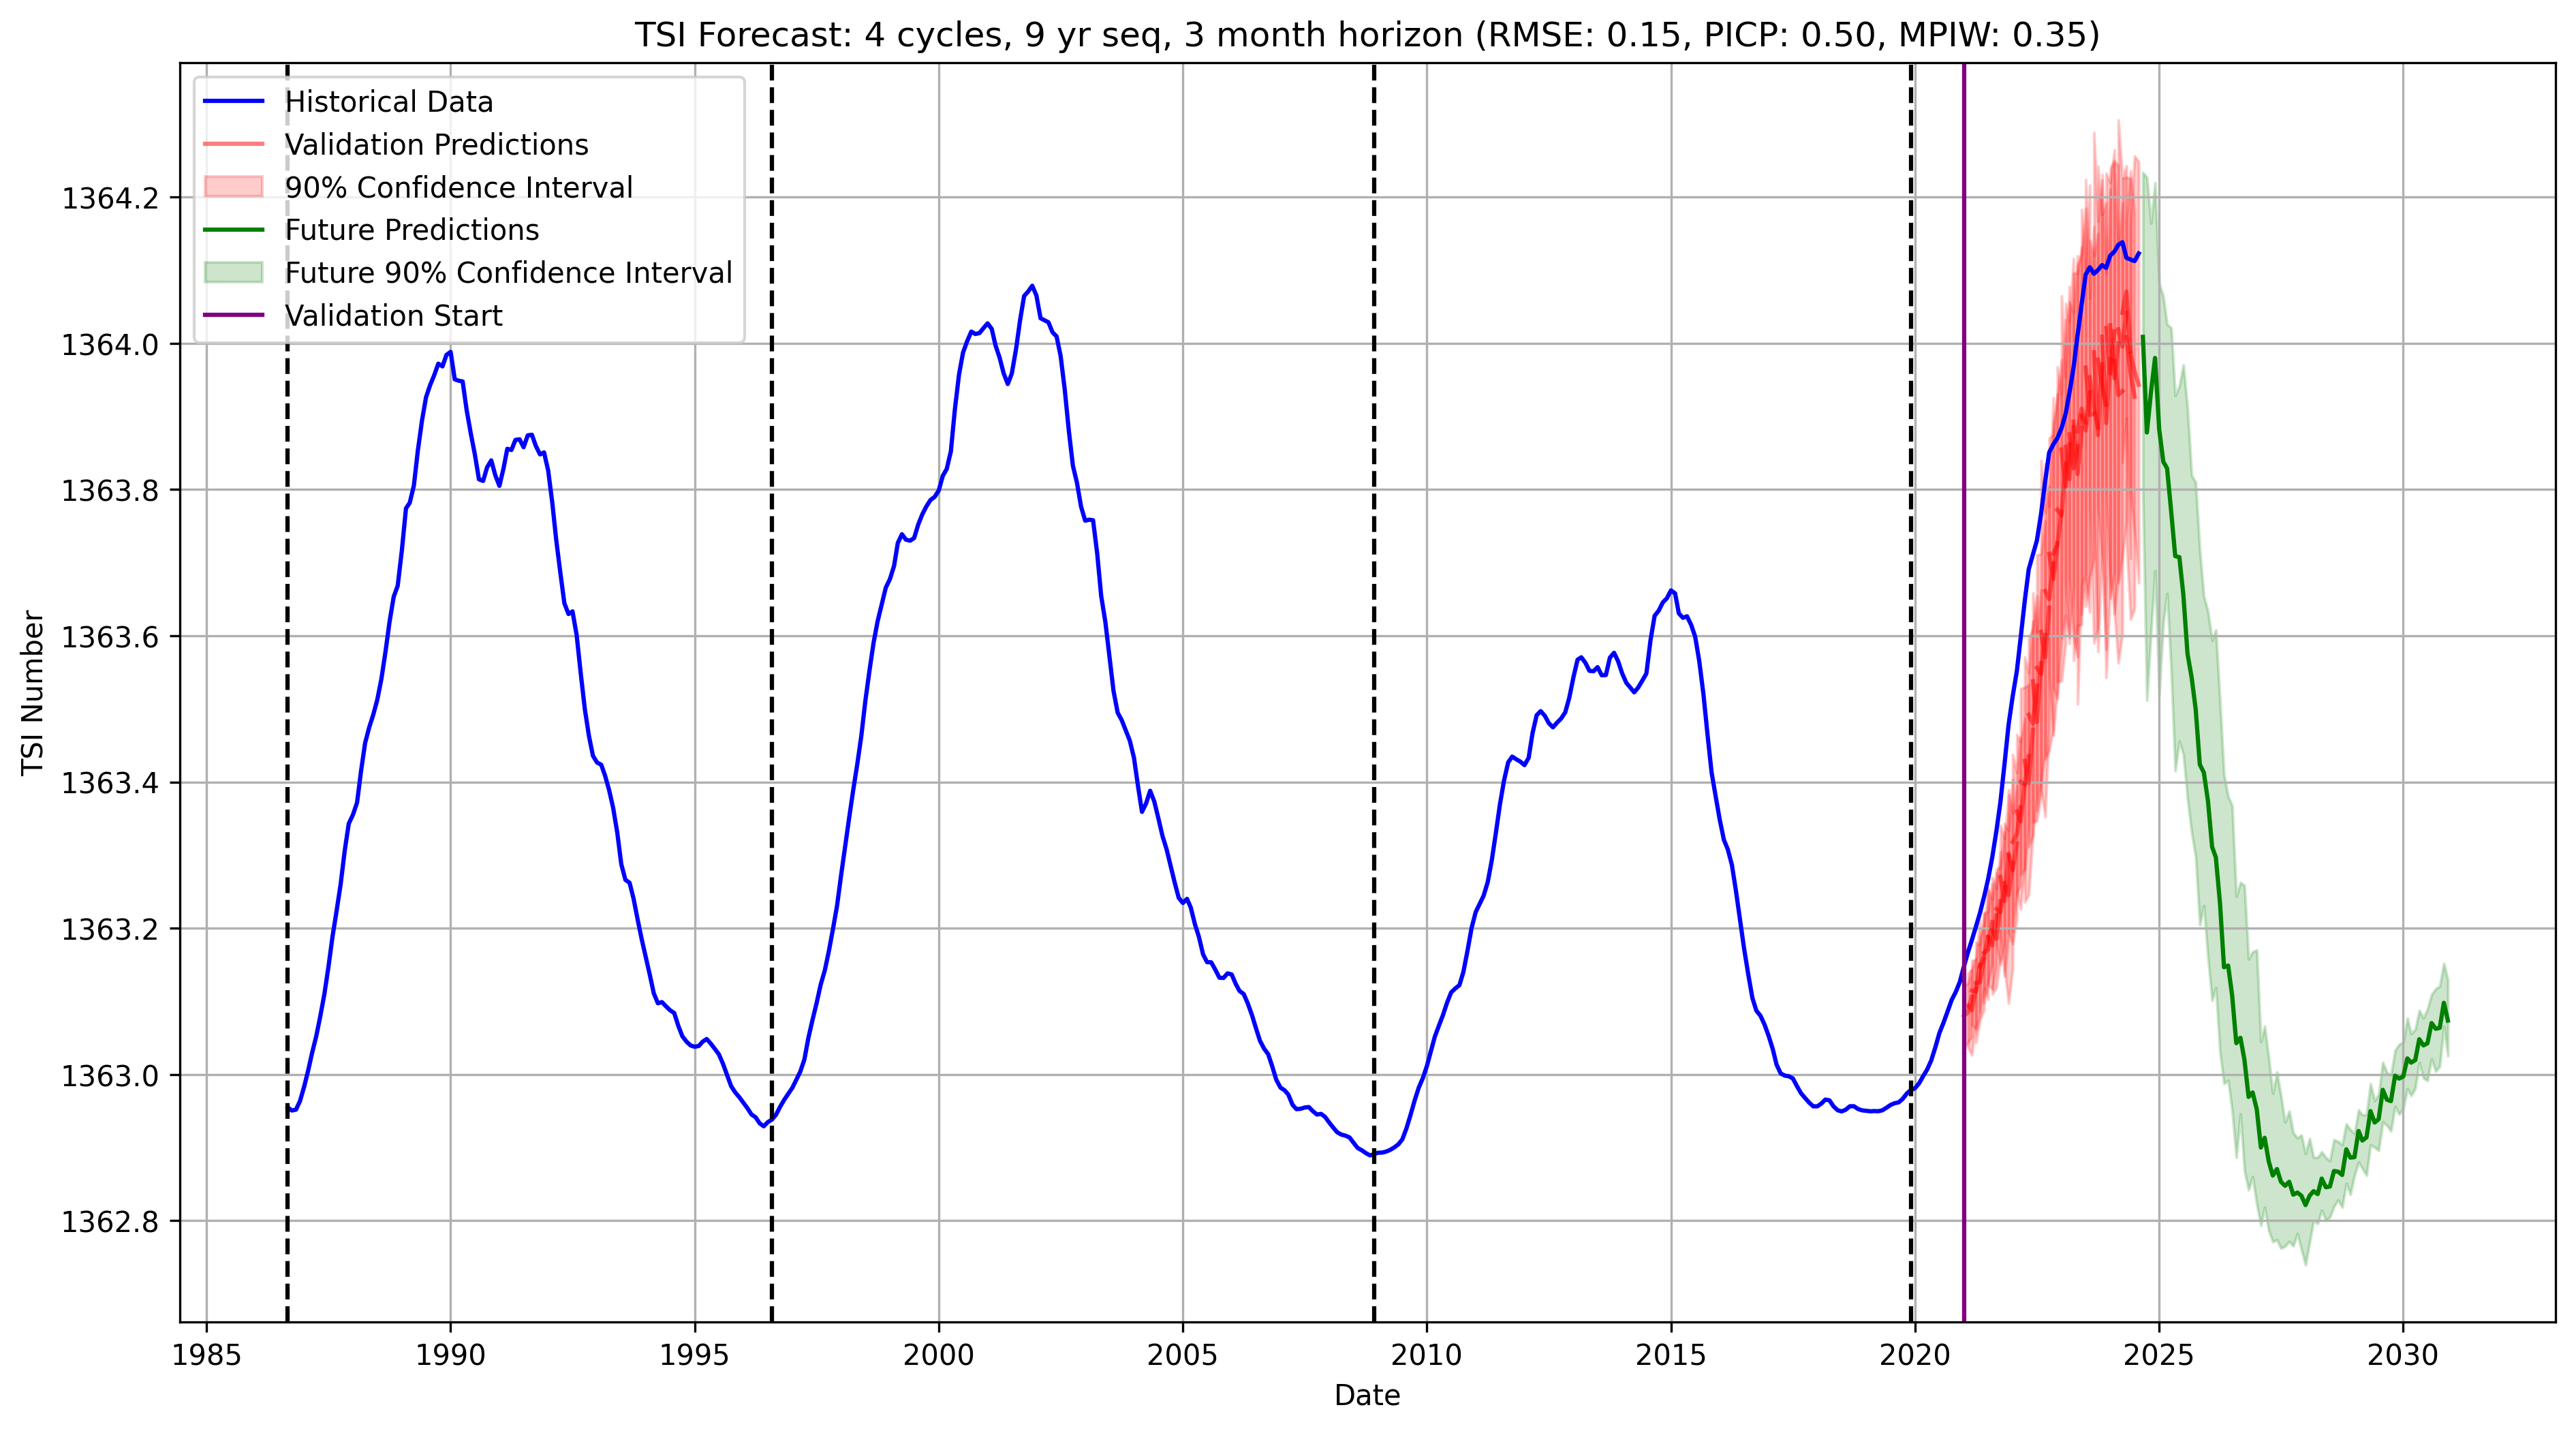 TSI Forecast: 4 cycles, 9 yr seq, 3 month horizon (RMSE: 0.15, PICP: 0.50, MPIW: 0.35)
Historical Data
Validation Predictions
90% Confidence Interval
Future Predictions
Future 90% Confidence Interval
Validation Start
TSI Number
1364.2
1364.0
1363.8
1363.6
1363.4
1363.2
1363.0
1362.8
1985 1990 1995 2000 2005 2010 2015 2020 2025 2030
Date